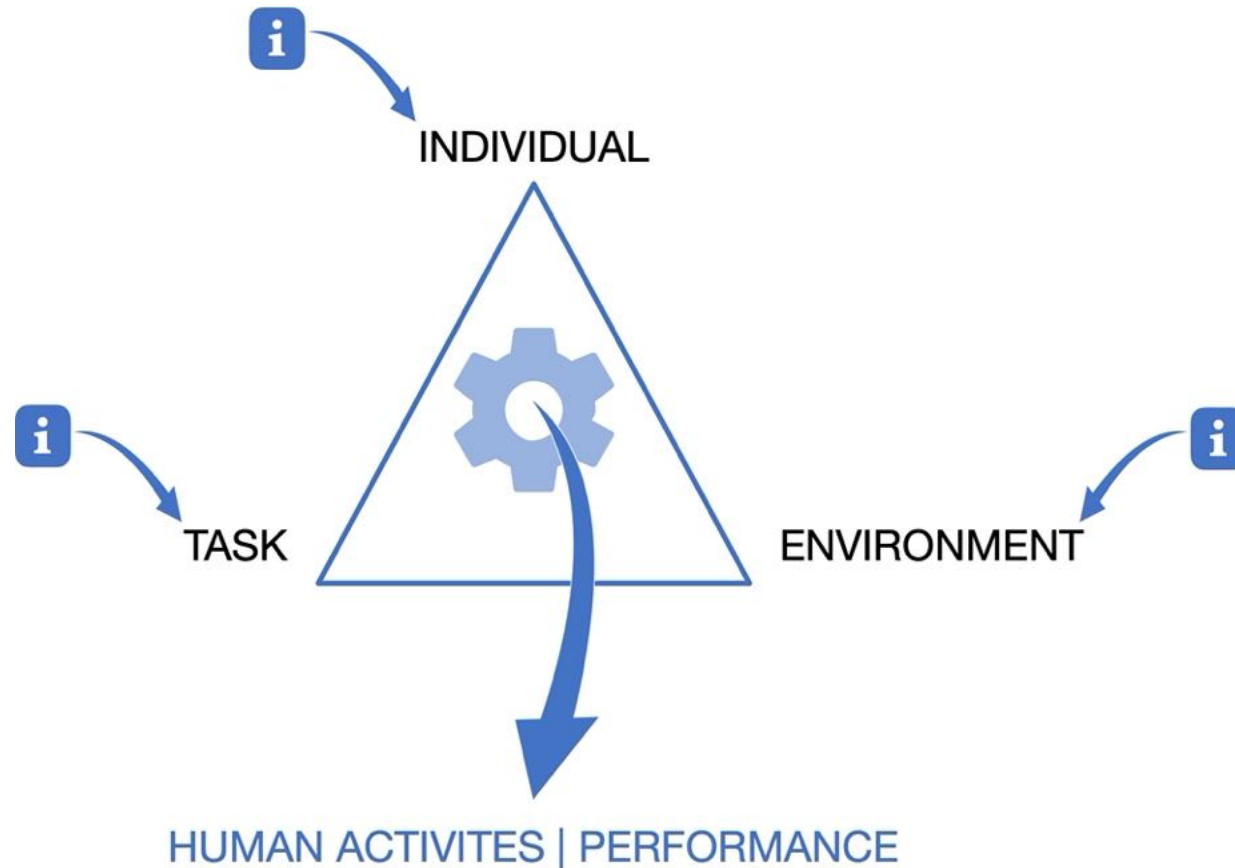 i
INDIVIDUAL
i
i
TASK
ENVIRONMENT
HUMAN ACTIVITES | PERFORMANCE